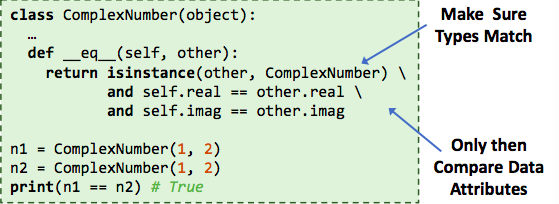 class ComplexNumber(object):
…
def __eq__(self, other):
return isinstance(other, ComplexNumber) \
and self.real == other.real \
and self.imag == other.imag
n1 = ComplexNumber(1, 2)
n2 = ComplexNumber(1, 2)
print(n1 == n2) # True
Make Sure
Types Match
Only then
Compare Data
Attributes